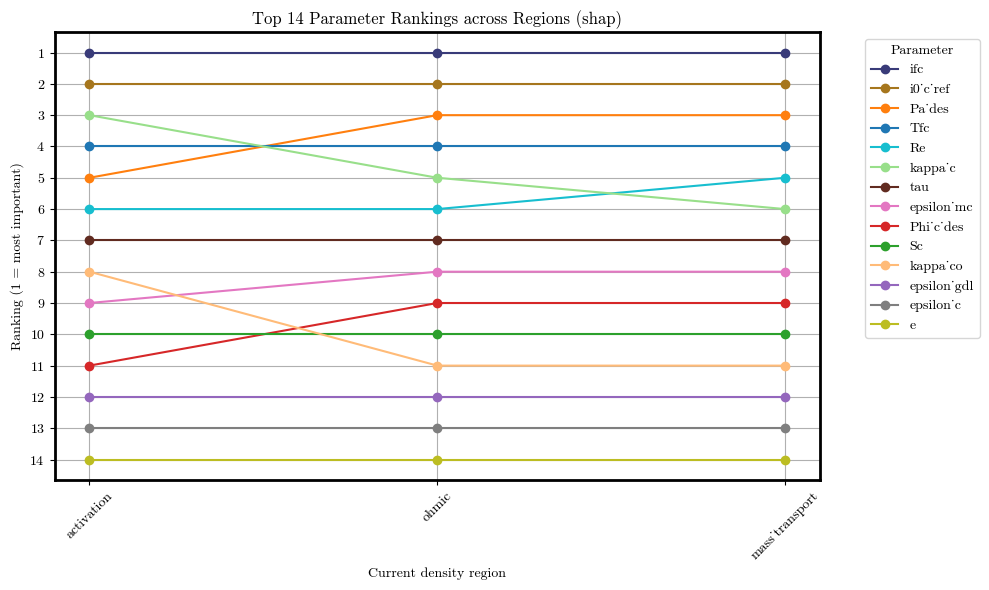 Top 14 Parameter Rankings across Regions (shap)
Ranking (1 = most important)
1
2
3
4
5
6
7
8
9
10
11
12
13
14
activation
ohmic
mass˙transport
Current density region
Parameter
ifc
i0˙c˙ref
Pa˙des
Tfc
Re
kappa˙c
tau
epsilon˙mc
Phi˙c˙des
Sc
kappa˙co
epsilon˙gdl
epsilon˙c
e